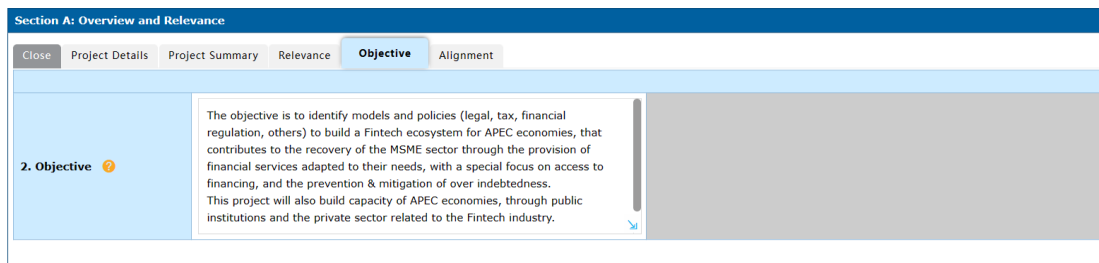 Section A: Overview and Relevance
Close Project Details Project Summary Relevance Objective Alignment
2. Objective ?
The objective is to identify models and policies (legal, tax, financial
regulation, others) to build a Fintech ecosystem for APEC economies, that
contributes to the recovery of the MSME sector through the provision of
financial services adapted to their needs, with a special focus on access to
financing, and the prevention & mitigation of over indebtedness.
This project will also build capacity of APEC economies, through public
institutions and the private sector related to the Fintech industry.